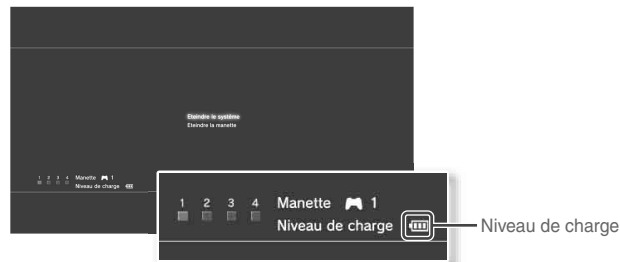 Eteindre le système
Eteindre la manette
1 2 3 4 Manette 1
Niveau de charge
1 2 3 4 Manette 1
Niveau de charge
Niveau de charge